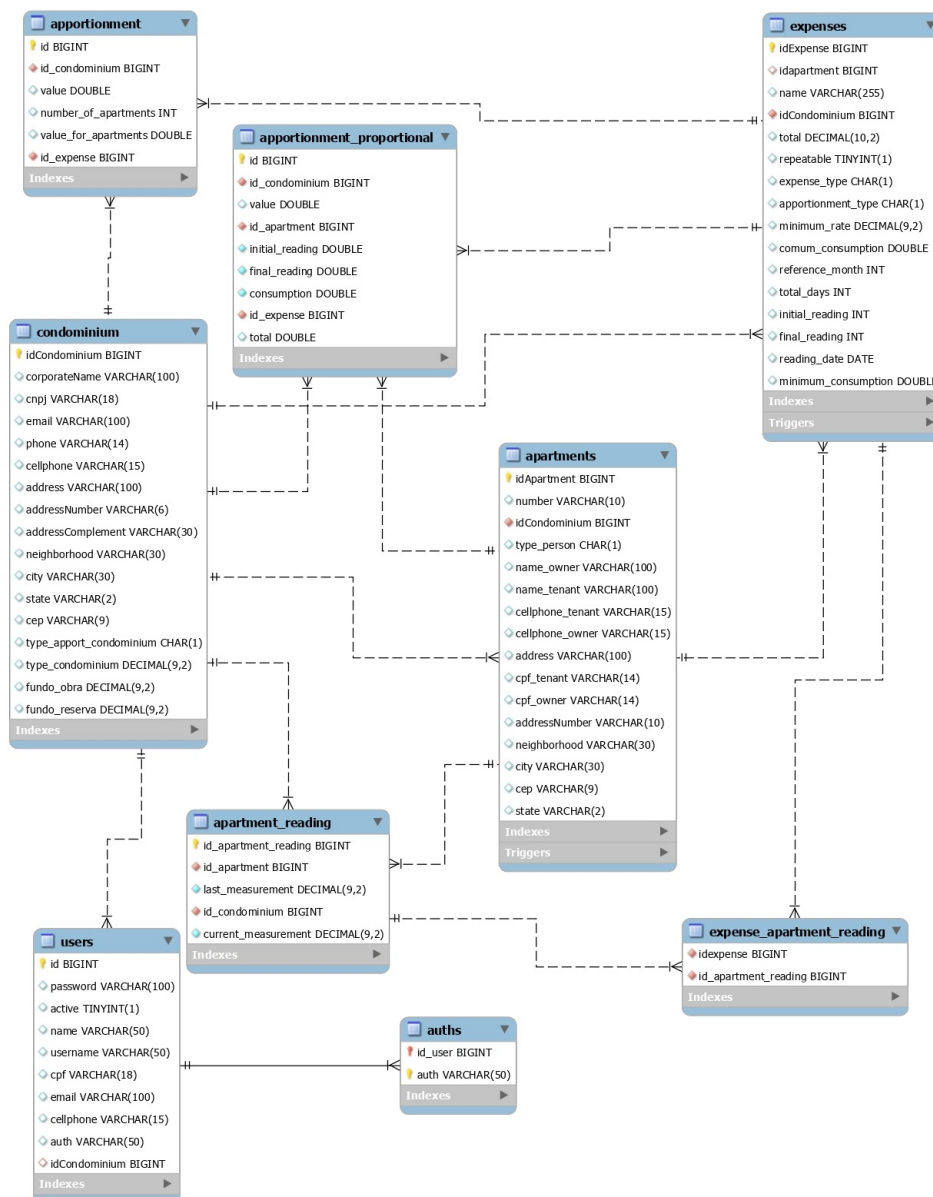 apportionment
id BIGINT
id_condominium BIGINT
value DOUBLE
number_of_apartments INT
value_for_apartments DOUBLE
id_expense BIGINT
Indexes
expenses
idExpense BIGINT
idapartment BIGINT
name VARCHAR(255)
idCondominium BIGINT
total DECIMAL(10,2)
repeatable TINYINT(1)
expense_type CHAR(1)
apportionment_type CHAR(1)
minimum_rate DECIMAL(9,2)
comum_consumption DOUBLE
reference_month INT
total_days INT
initial_reading INT
final_reading INT
reading_date DATE
minimum_consumption DOUBL
Indexes
Triggers
apportionment_proportional
id BIGINT
id_condominium BIGINT
value DOUBLE
id_apartment BIGINT
initial_reading DOUBLE
final_reading DOUBLE
consumption DOUBLE
id_expense BIGINT
total DOUBLE
Indexes
condominium
idCondominium BIGINT
corporateName VARCHAR(100)
cnpj VARCHAR(18)
email VARCHAR(100)
phone VARCHAR(14)
cellphone VARCHAR(15)
address VARCHAR(100)
addressNumber VARCHAR(6)
addressComplement VARCHAR(30)
neighborhood VARCHAR(30)
city VARCHAR(30)
state VARCHAR(2)
cep VARCHAR(9)
type_apport_condominium CHAR(1)
type_condominium DECIMAL(9,2)
fundo_obra DECIMAL(9,2)
fundo_reserva DECIMAL(9,2)
Indexes
apartments
idApartment BIGINT
number VARCHAR(10)
idCondominium BIGINT
type_person CHAR(1)
name_owner VARCHAR(100)
name_tenant VARCHAR(100)
cellphone_tenant VARCHAR(15)
cellphone_owner VARCHAR(15)
address VARCHAR(100)
cpf_tenant VARCHAR(14)
cpf_owner VARCHAR(14)
addressNumber VARCHAR(10)
neighborhood VARCHAR(30)
city VARCHAR(30)
cep VARCHAR(9)
state VARCHAR(2)
Indexes
Triggers
apartment_reading
id_apartment_reading BIGINT
id_apartment BIGINT
last_measurement DECIMAL(9,2)
id_condominium BIGINT
current_measurement DECIMAL(9,2)
Indexes
expense_apartment_reading
idexpense BIGINT
id_apartment_reading BIGINT
Indexes
users
id BIGINT
password VARCHAR(100)
active TINYINT(1)
name VARCHAR(50)
username VARCHAR(50)
cpf VARCHAR(18)
email VARCHAR(100)
cellphone VARCHAR(15)
auth VARCHAR(50)
idCondominium BIGINT
Indexes
auths
id_user BIGINT
auth VARCHAR(50)
Indexes